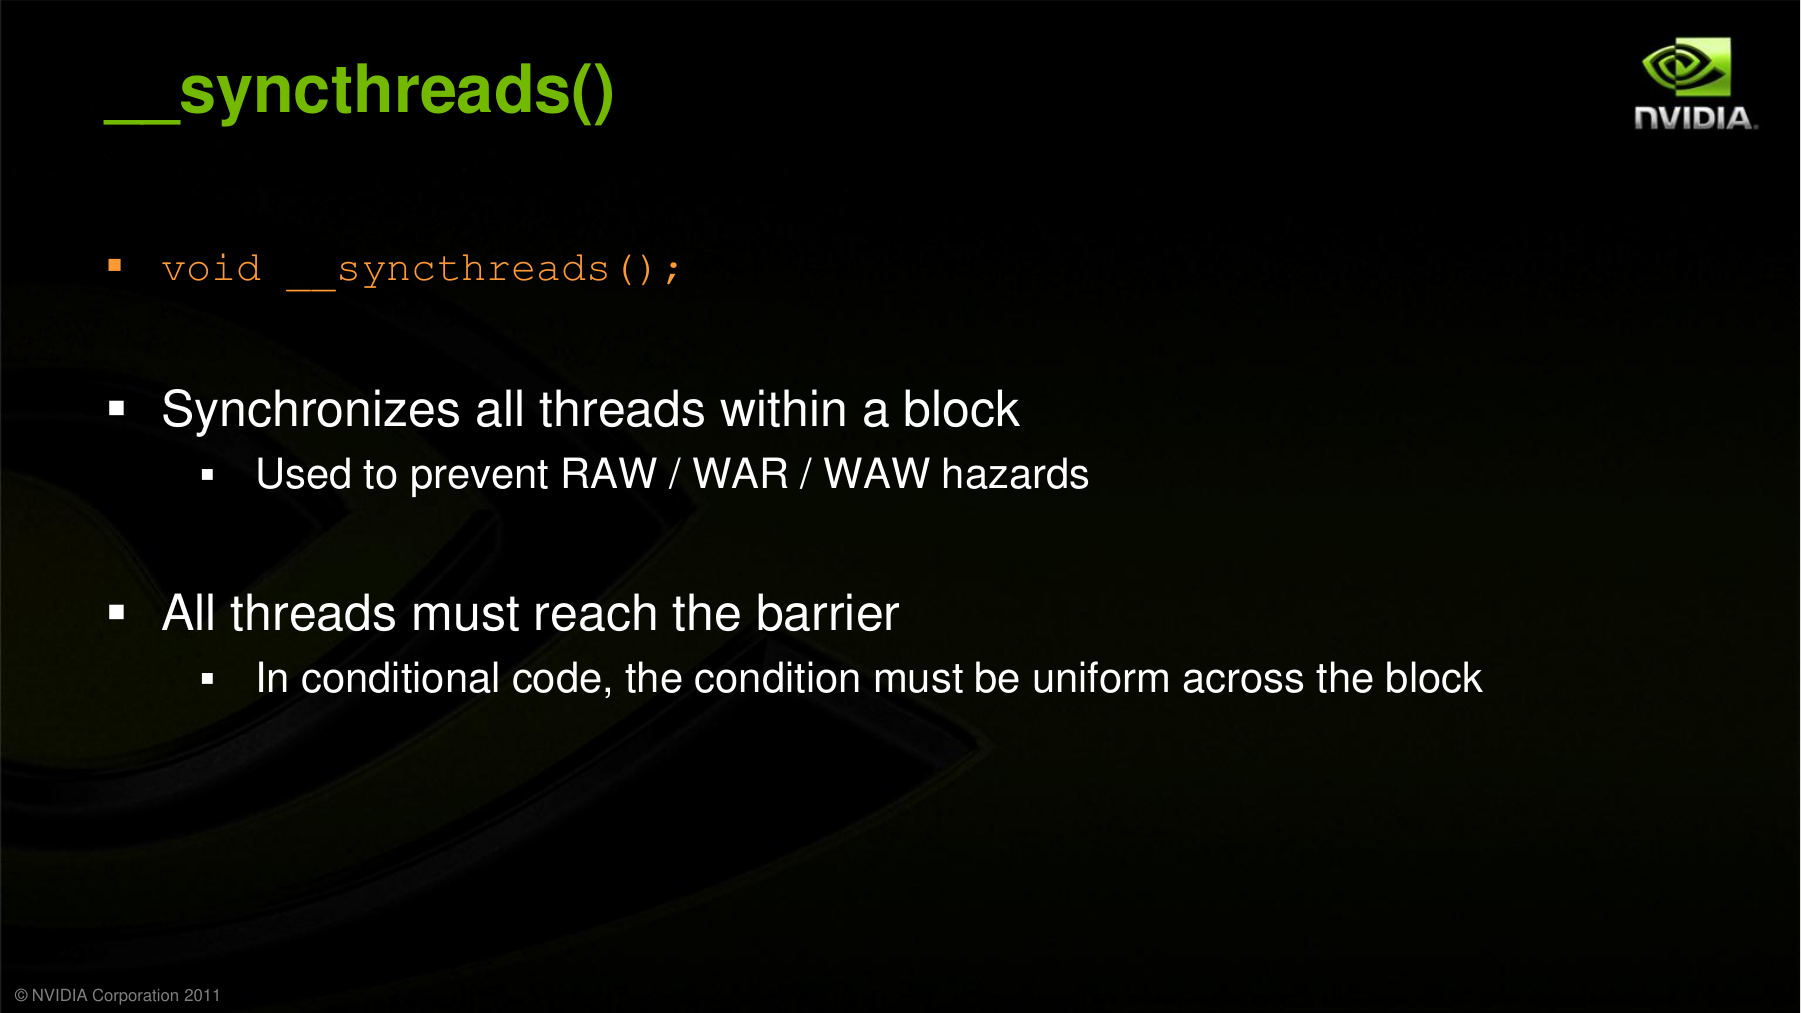 __syncthreads()
NVIDIA.
void __syncthreads();
Synchronizes all threads within a block
Used to prevent RAW / WAR / WAW hazards
All threads must reach the barrier
In conditional code, the condition must be uniform across the block
© NVIDIA Corporation 2011